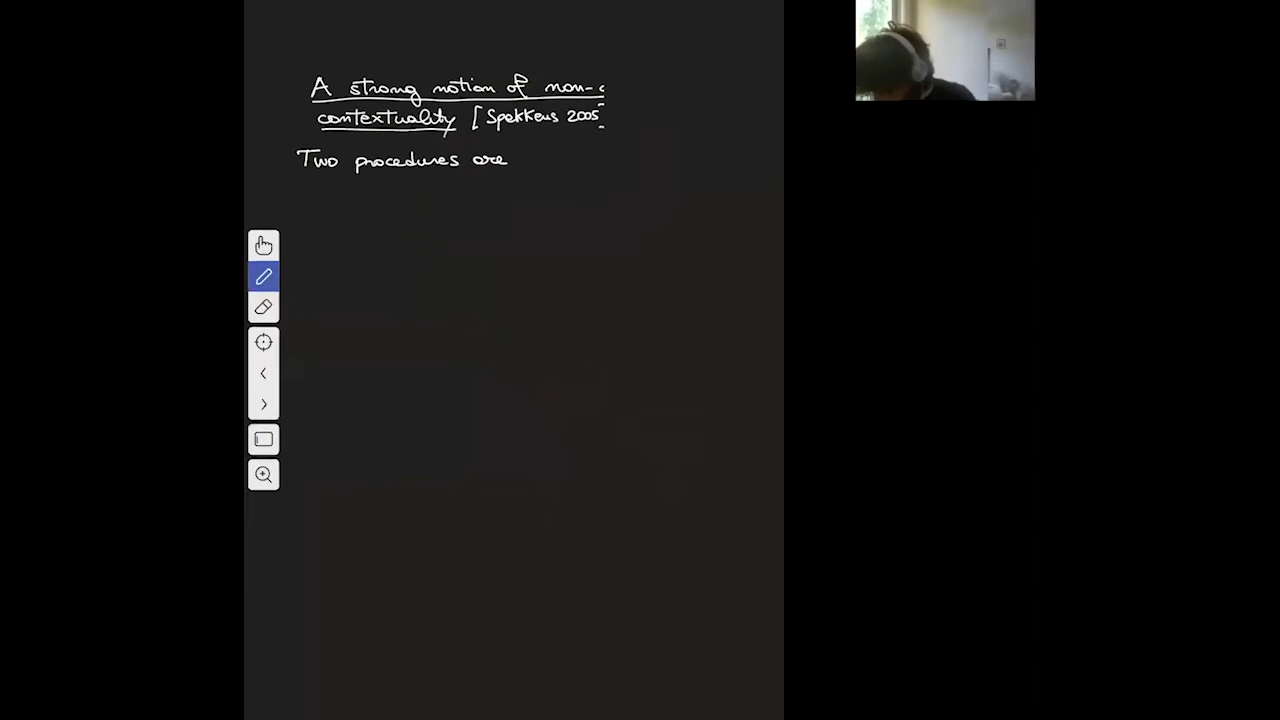 A strong notion of non-c
contextuality [Spekkens 2005
Two procedures are